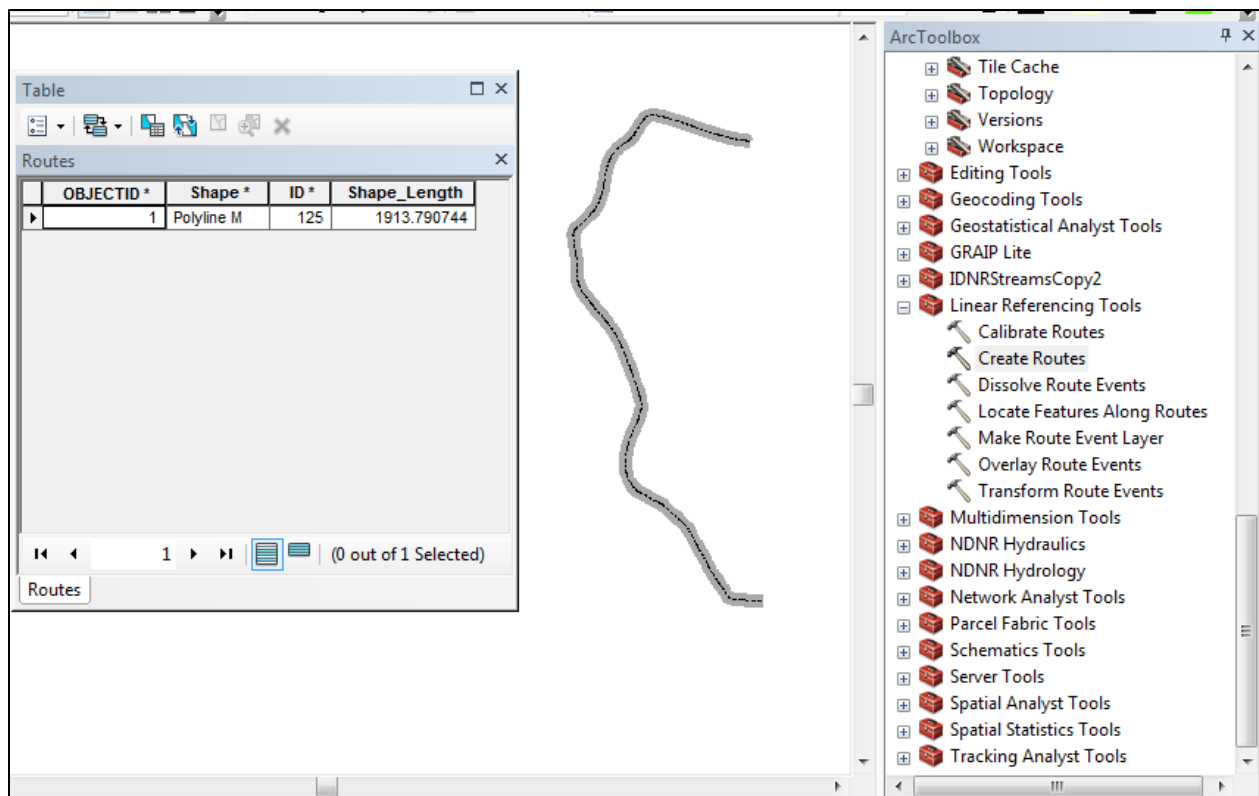 ArcToolbox
Tile Cache
Topology
Versions
Workspace
Editing Tools
Geocoding Tools
Geostatistical Analyst Tools
GRAIP Lite
IDNRStreamsCopy2
Linear Referencing Tools
Calibrate Routes
Create Routes
Dissolve Route Events
Locate Features Along Routes
Make Route Event Layer
Overlay Route Events
Transform Route Events
Multidimension Tools
NDNR Hydraulics
NDNR Hydrology
Network Analyst Tools
Parcel Fabric Tools
Schematics Tools
Server Tools
Spatial Analyst Tools
Spatial Statistics Tools
Tracking Analyst Tools
Table
Routes
OBJECTID * Shape * ID * Shape_Length
1 Polyline M 125 1913.790744
1 (0 out of 1 Selected)
Routes